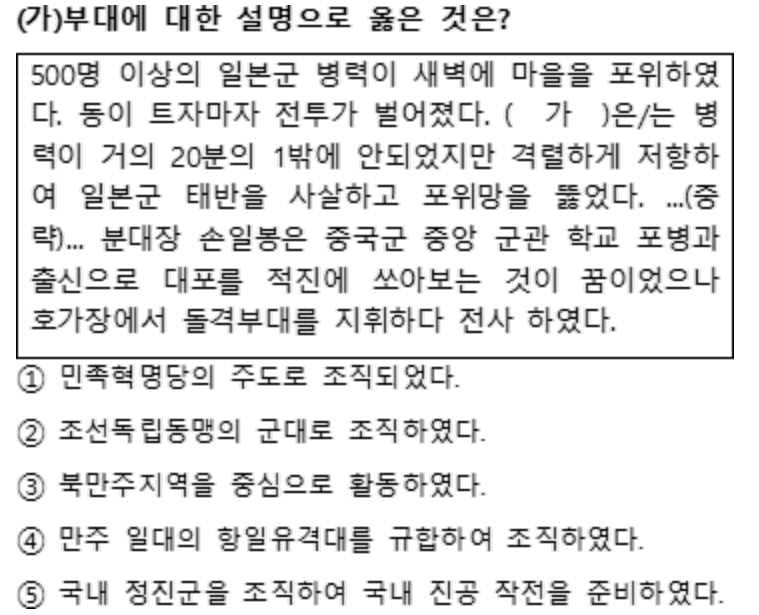 (가)부대에 대한 설명으로 옳은 것은?
500명 이상의 일본군 병력이 새벽에 마을을 포위하였
다. 동이 트자마자 전투가 벌어졌다. ( 가 )은/는 병
력이 거의 20분의 1밖에 안되었지만 격렬하게 저항하
여 일본군 태반을 사살하고 포위망을 뚫었다. ...(중
략)... 분대장 손일봉은 중국군 중앙 군관 학교 포병과
출신으로 대포를 적진에 쏘아보는 것이 꿈이었으나
호가장에서 돌격부대를 지휘하다 전사 하였다.
① 민족혁명당의 주도로 조직되었다.
② 조선독립동맹의 군대로 조직하였다.
③ 북만주지역을 중심으로 활동하였다.
④ 만주 일대의 항일유격대를 규합하여 조직하였다.
⑤ 국내 정진군을 조직하여 국내 진공 작전을 준비하였다.